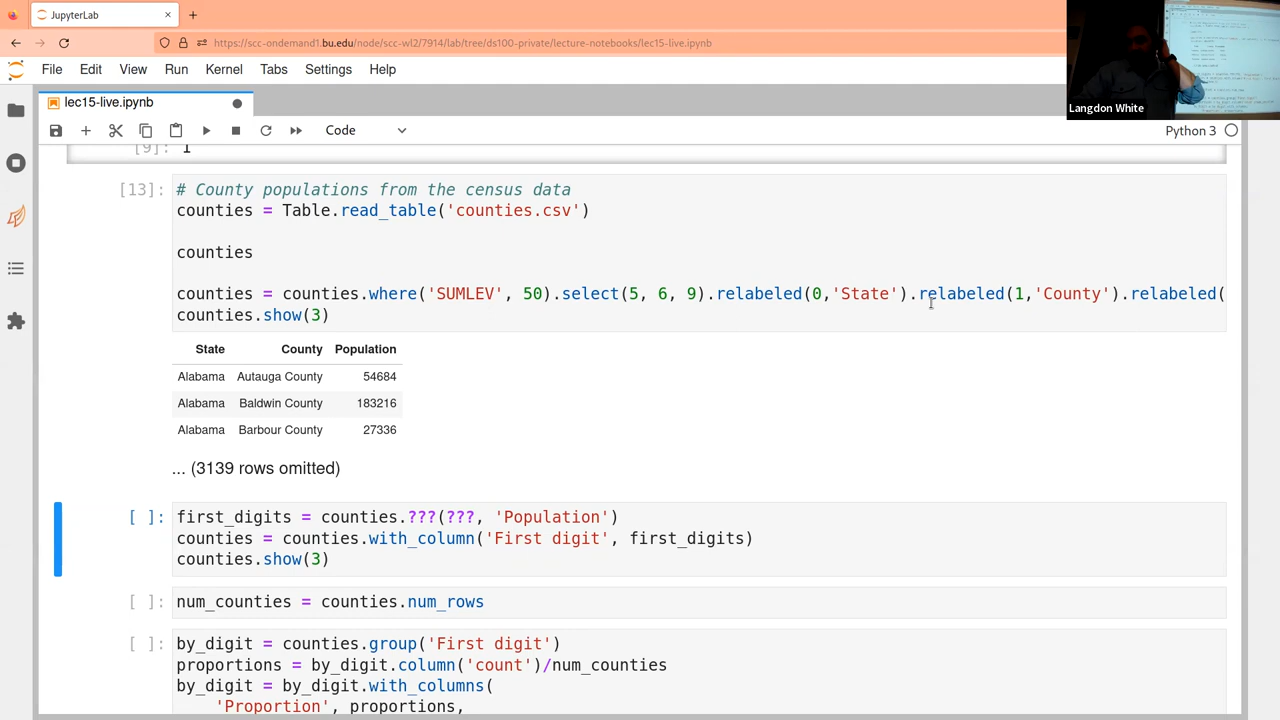 JupyterLab
https://scc-ondemand1.bu.edu/node/scc-wl2/7914/lab/tree/ds100-private/lecture-notebooks/lec15-live.ipynb
File Edit View Run Kernel Tabs Settings Help
Langdon White
lec15-live.ipynb
Code
Python 3
[9]: 1
[13]: # County populations from the census data
counties = Table.read_table('counties.csv')
counties
counties = counties.where('SUMLEV', 50).select(5, 6, 9).relabeled(0,'State').relabeled(1,'County').relabeled(
counties.show(3)
State County Population
Alabama Autauga County 54684
Alabama Baldwin County 183216
Alabama Barbour County 27336
... (3139 rows omitted)
[ ]: first_digits = counties.???(???, 'Population')
counties = counties.with_column('First digit', first_digits)
counties.show(3)
[ ]: num_counties = counties.num_rows
[ ]: by_digit = counties.group('First digit')
proportions = by_digit.column('count')/num_counties
by_digit = by_digit.with_columns(
'Proportion', proportions,